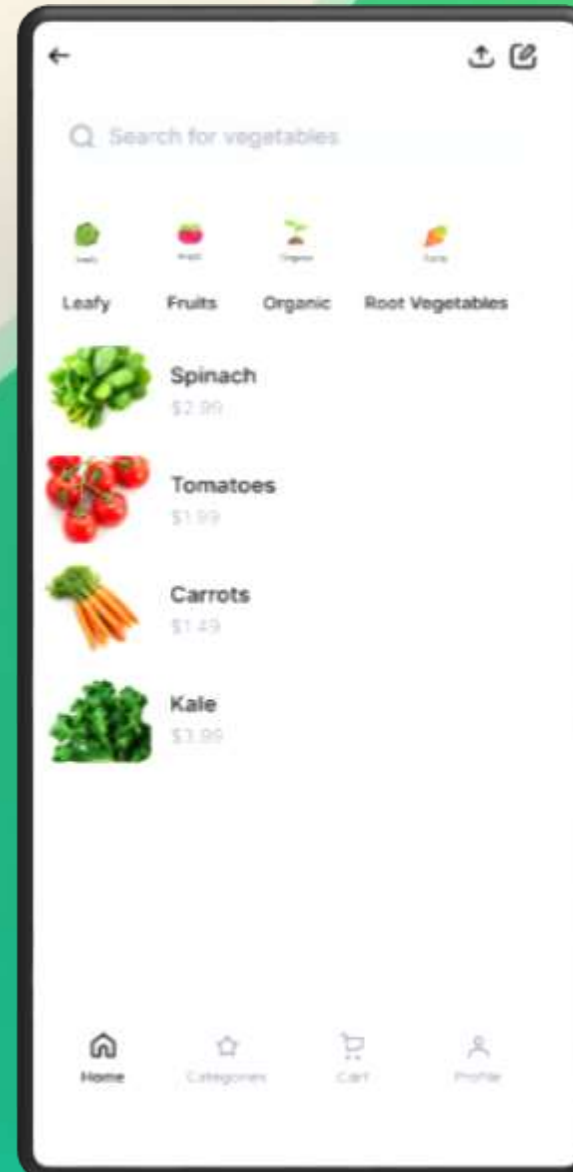 Search for vegetables
Leafy Fruits Organic Root Vegetables
Spinach
$2.99
Tomatoes
$1.99
Carrots
$1.49
Kale
$3.99
Home Categories Cart Profile